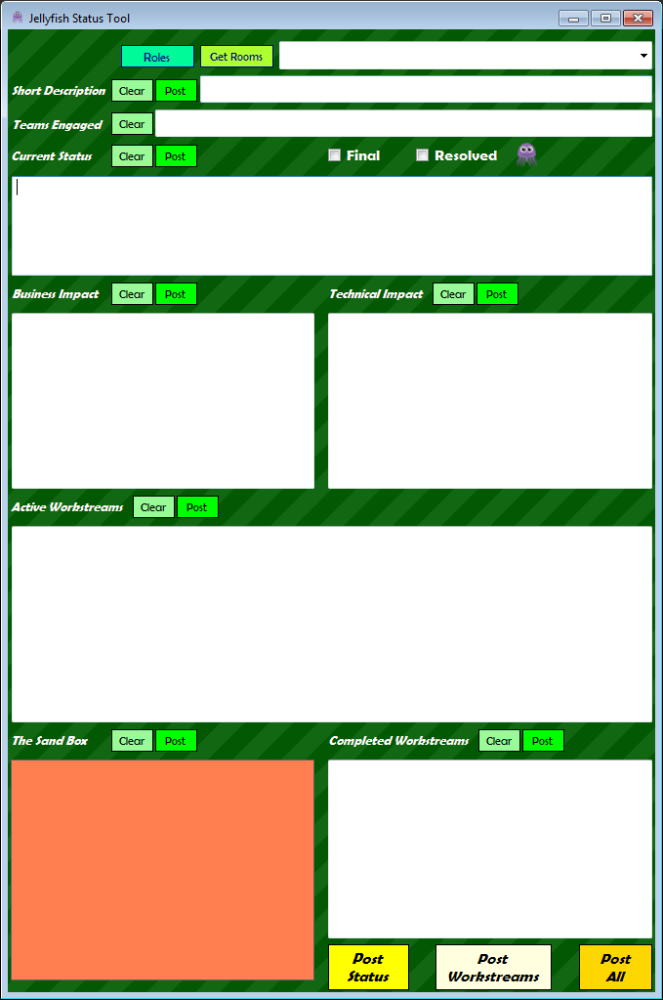 Jellyfish Status Tool
Roles Get Rooms
Short Description Clear Post
Teams Engaged Clear
Current Status Clear Post Final Resolved
Business Impact Clear Post Technical Impact Clear Post
Active Workstreams Clear Post
The Sand Box Clear Post Completed Workstreams Clear Post
Post Post Post
Status Workstreams All